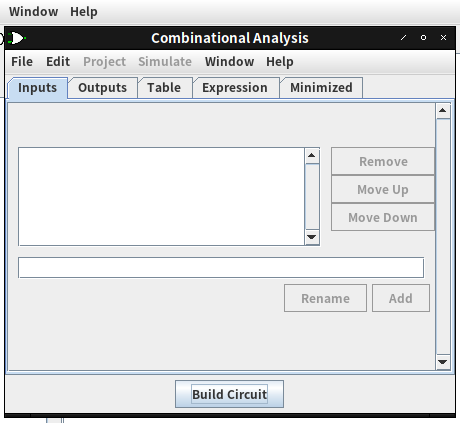 Window Help
Combinational Analysis
File Edit Project Simulate Window Help
Inputs Outputs Table Expression Minimized
Remove
Move Up
Move Down
Rename Add
Build Circuit